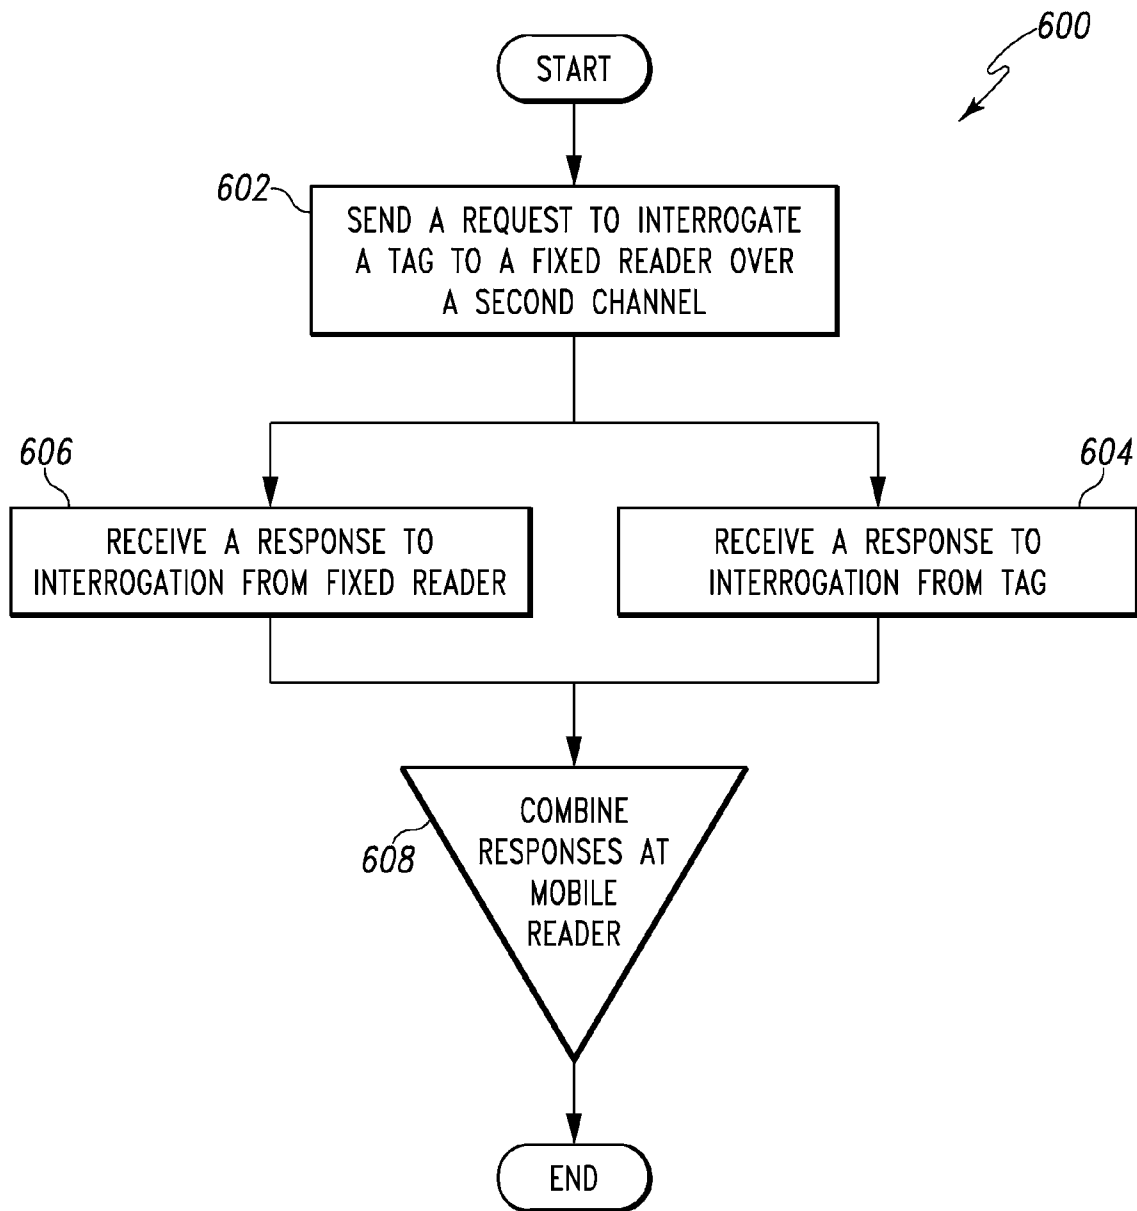 600
START
602
SEND A REQUEST TO INTERROGATE
A TAG TO A FIXED READER OVER
A SECOND CHANNEL
606
RECEIVE A RESPONSE TO
INTERROGATION FROM FIXED READER
604
RECEIVE A RESPONSE TO
INTERROGATION FROM TAG
608
COMBINE
RESPONSES AT
MOBILE
READER
END